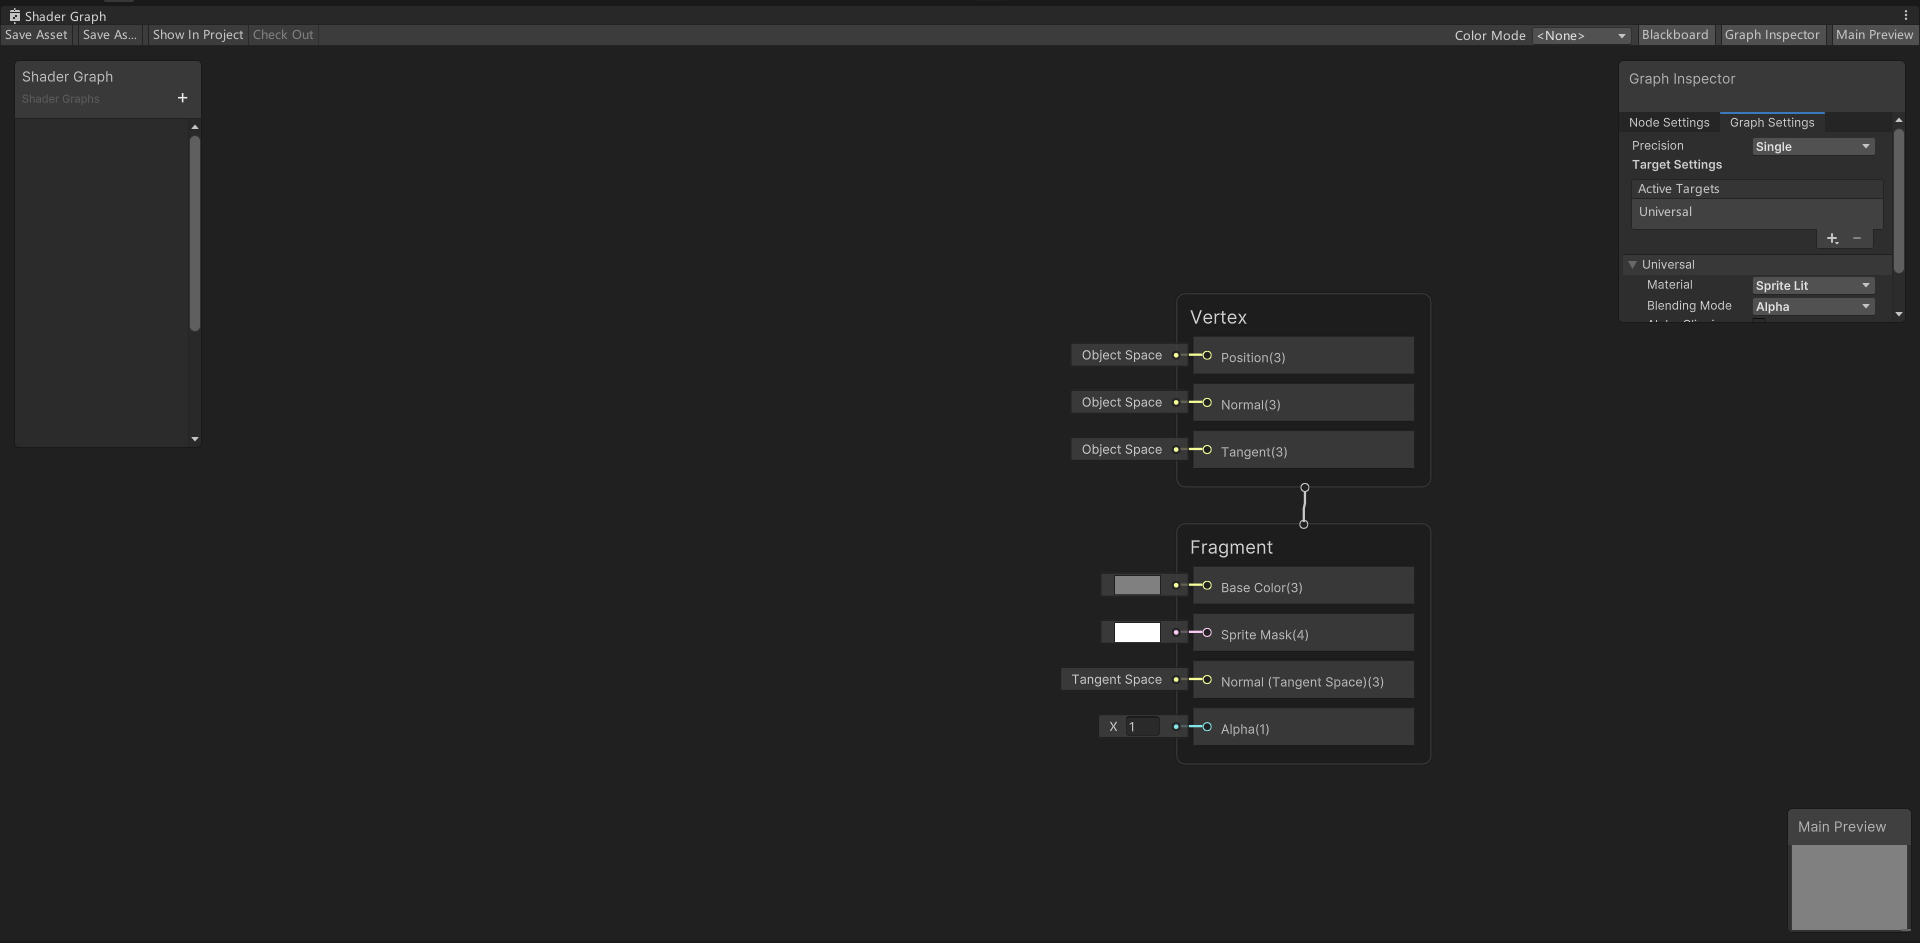 Shader Graph
Save Asset Save As... Show In Project Check Out Color Mode <None> Blackboard Graph Inspector Main Preview
Shader Graph
Shader Graphs
Graph Inspector
Node Settings Graph Settings
Precision Single
Target Settings
Active Targets
Universal
Universal
Material Sprite Lit
Blending Mode Alpha
Vertex
Object Space Position(3)
Object Space Normal(3)
Object Space Tangent(3)
Fragment
Base Color(3)
Sprite Mask(4)
Tangent Space Normal (Tangent Space)(3)
X 1 Alpha(1)
Main Preview